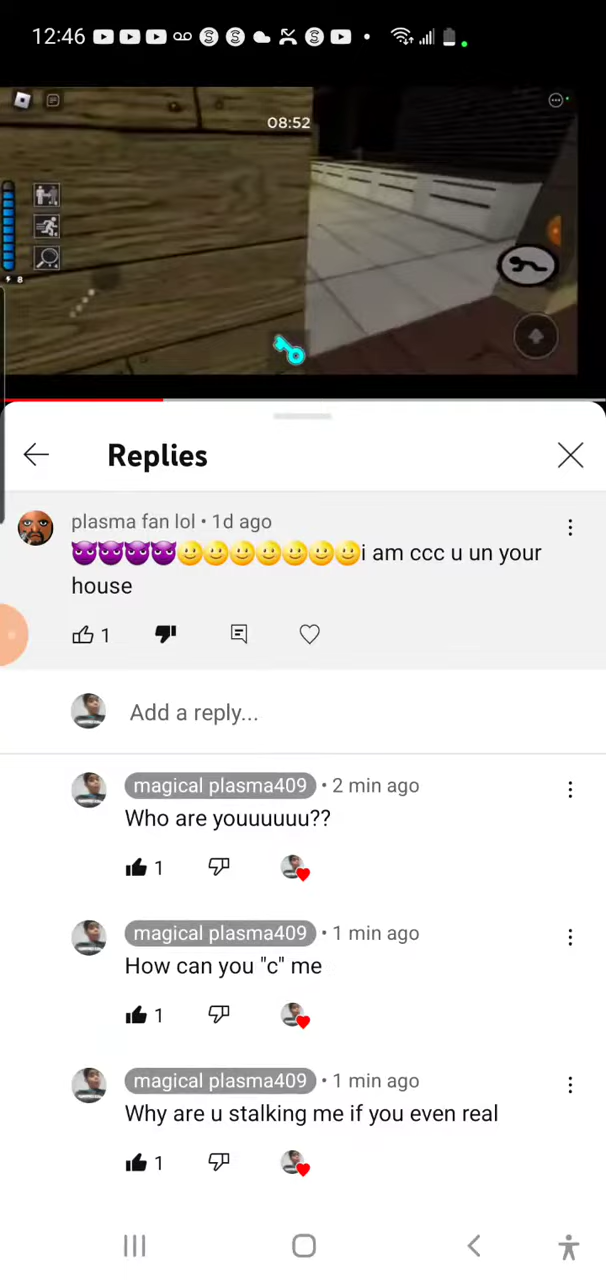 12:46
08:52
8
Replies
plasma fan lol • 1d ago
😈😈😈😈🙂🙂🙂🙂🙂🙂🙂i am ccc u un your
house
1
Add a reply...
magical plasma409 • 2 min ago
Who are youuuuuu??
1
magical plasma409 • 1 min ago
How can you "c" me
1
magical plasma409 • 1 min ago
Why are u stalking me if you even real
1